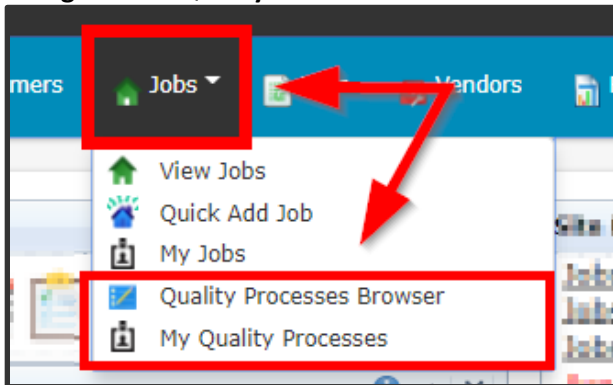 mers Jobs Vendors
View Jobs
Quick Add Job
My Jobs
Quality Processes Browser
My Quality Processes